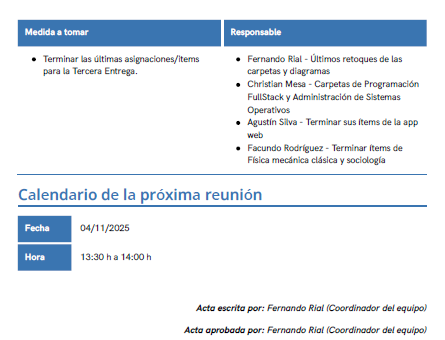 Medida a tomar
Responsable
● Terminar las últimas asignaciones/items
para la Tercera Entrega.
● Fernando Rial - Últimos retoques de las
carpetas y diagramas
● Christian Mesa - Carpetas de Programación
FullStack y Administración de Sistemas
Operativos
● Agustín Silva - Terminar sus ítems de la app
web
● Facundo Rodríguez - Terminar ítems de
Física mecánica clásica y sociología
Calendario de la próxima reunión
Fecha
04/11/2025
Hora
13:30 h a 14:00 h
Acta escrita por: Fernando Rial (Coordinador del equipo)
Acta aprobada por: Fernando Rial (Coordinador del equipo)